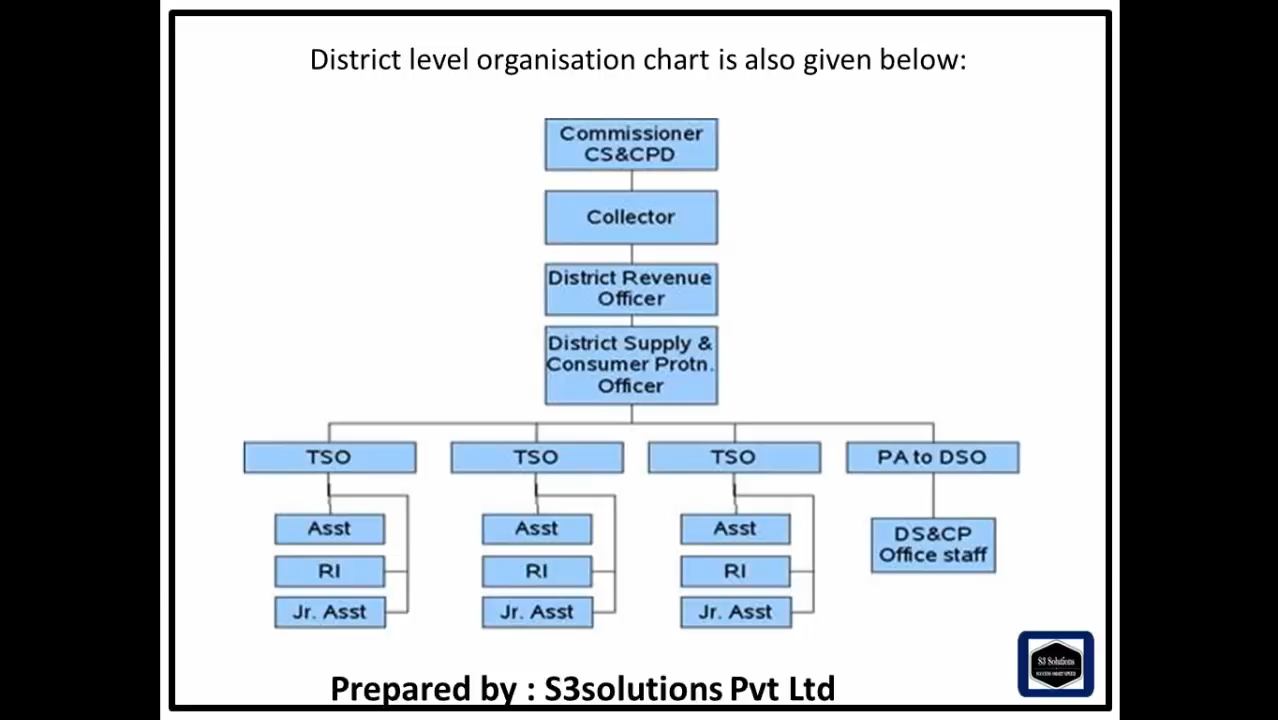 District level organisation chart is also given below:
Commissioner
CS&CPD
Collector
District Revenue
Officer
District Supply &
Consumer Protn.
Officer
TSO
TSO
TSO
PA to DSO
Asst
RI
Jr. Asst
Asst
RI
Jr. Asst
Asst
RI
Jr. Asst
DS&CP
Office staff
S3 Solutions
Prepared by : S3solutions Pvt Ltd